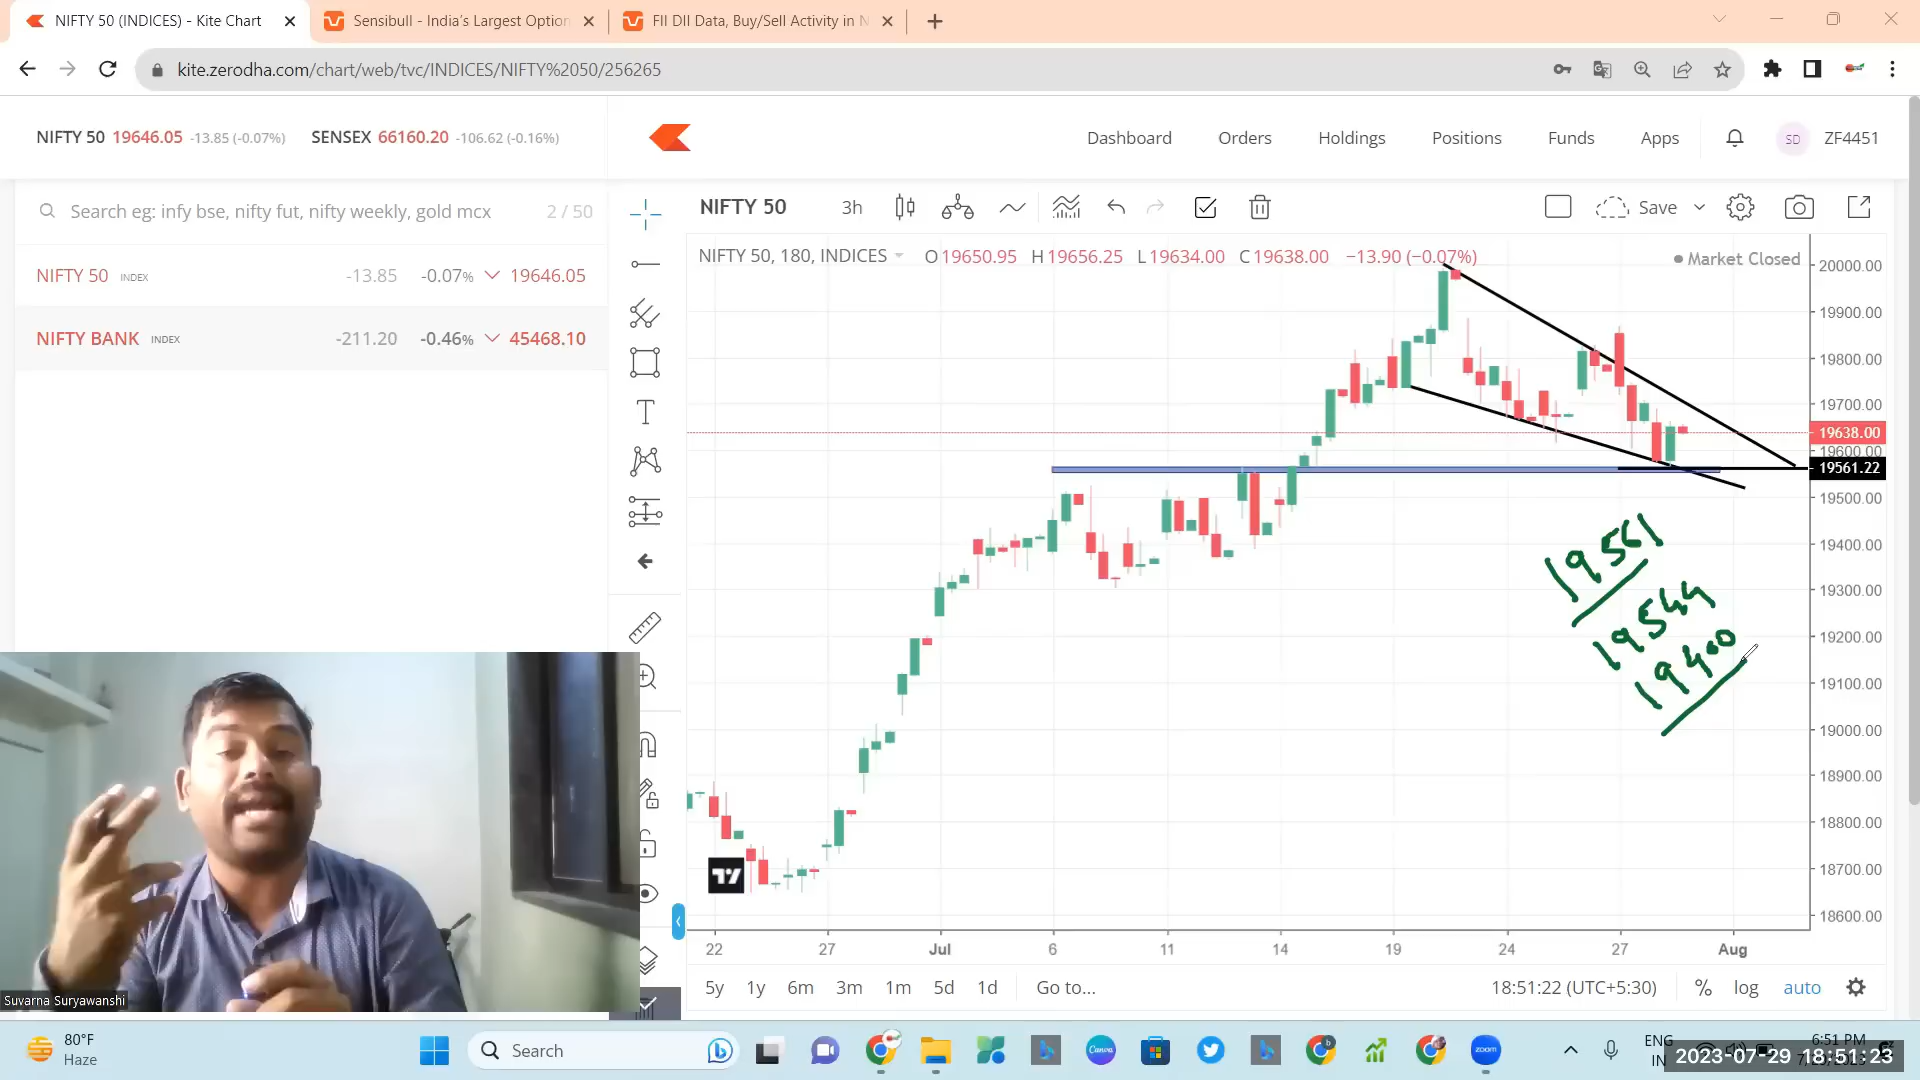 NIFTY 50 (INDICES) - Kite Chart
Sensibull - India's Largest Option
FII DII Data, Buy/Sell Activity in N
kite.zerodha.com/chart/web/tvc/INDICES/NIFTY%2050/256265
NIFTY 50 19646.05 -13.85 (-0.07%) SENSEX 66160.20 -106.62 (-0.16%)
Dashboard Orders Holdings Positions Funds Apps SD ZF4451
Search eg: infy bse, nifty fut, nifty weekly, gold mcx 2 / 50
NIFTY 50 INDEX -13.85 -0.07% 19646.05
NIFTY BANK INDEX -211.20 -0.46% 45468.10
NIFTY 50 3h Save
NIFTY 50, 180, INDICES O19650.95 H19656.25 L19634.00 C19638.00 −13.90 (−0.07%)
Market Closed
20000.00
19900.00
19800.00
19700.00
19638.00
19600.00
19561.22
19500.00
19400.00
19300.00
19200.00
19100.00
19000.00
18900.00
18800.00
18700.00
18600.00
19561
19544
19400
22 27 Jul 6 11 14 19 24 27 Aug
5y 1y 6m 3m 1m 5d 1d Go to... 18:51:22 (UTC+5:30) % log auto
Suvarna Suryawanshi
80°F
Haze
Search
Canva
zoom
ENG
IN
6:51 PM
2023-07-29 18:51:23